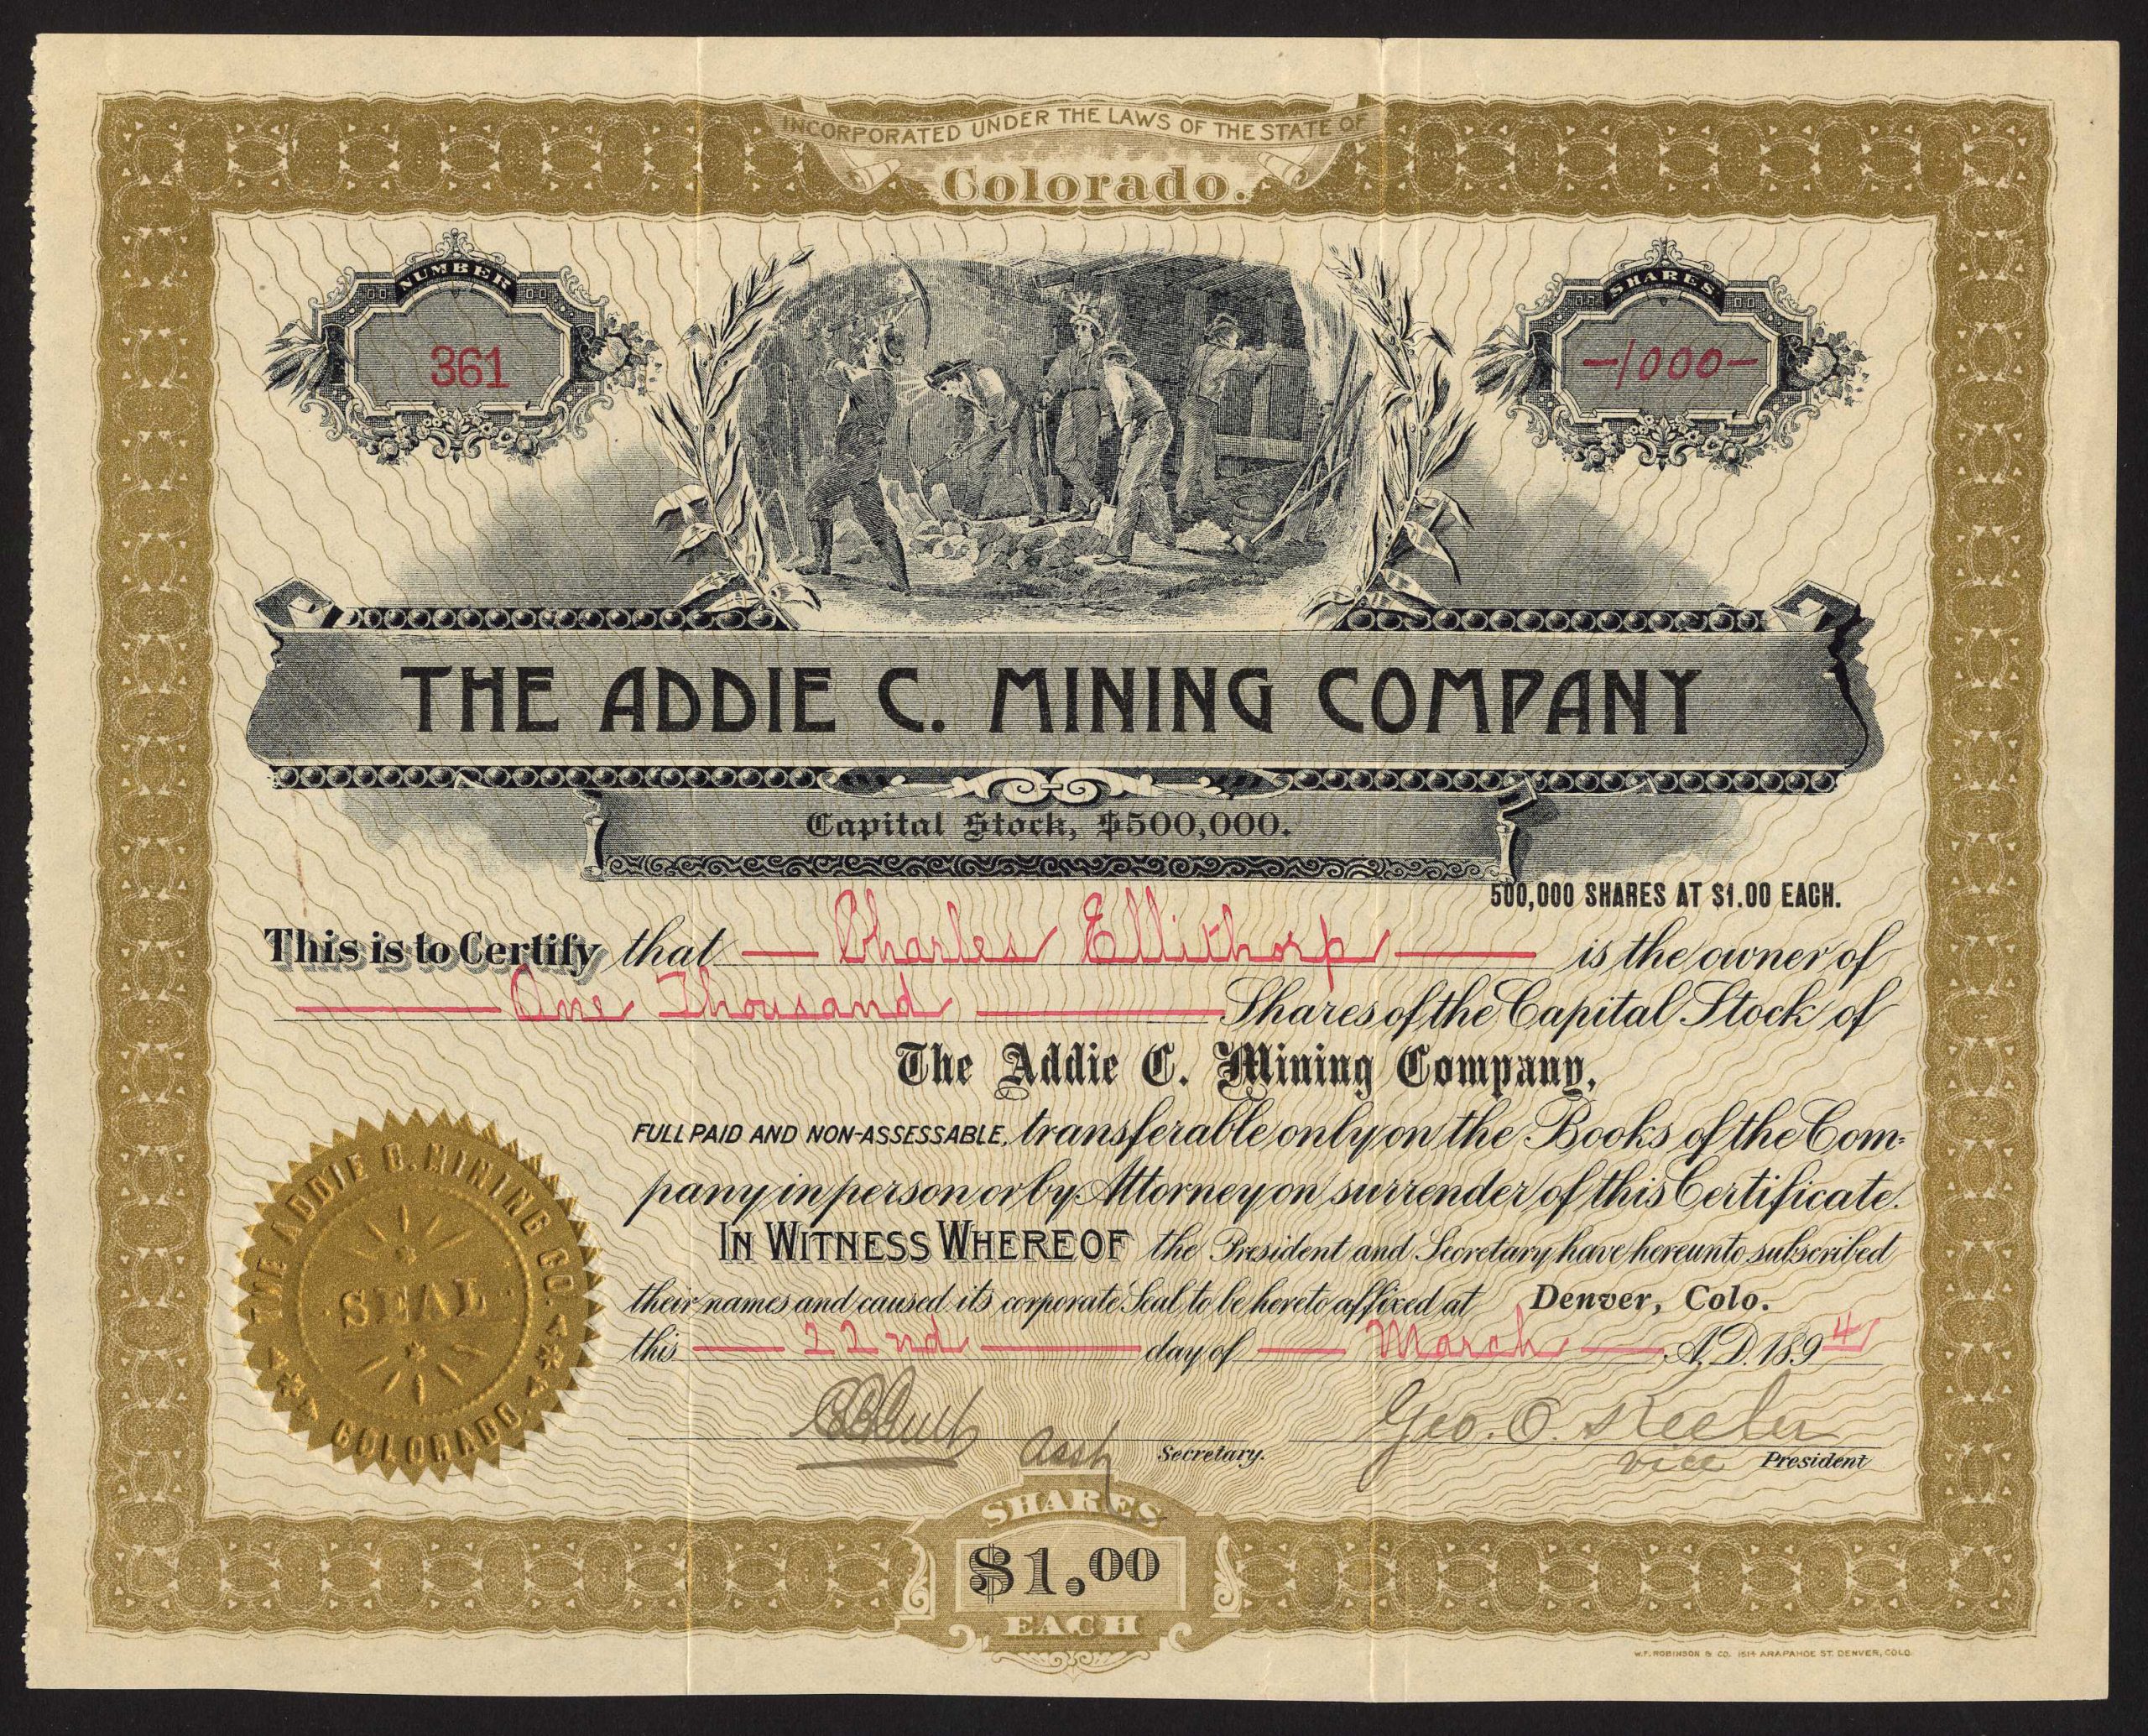 INCORPORATED UNDER THE LAWS OF THE STATE OF
Colorado.
NUMBER
361
SHARES
-1000-
THE ADDIE C. MINING COMPANY
Capital Stock, $500,000.
500,000 SHARES AT $1.00 EACH.
This is to Certify that — Charles Ellithorp — is the owner of
— One Thousand — Shares of the Capital Stock of
The Addie C. Mining Company,
FULL PAID AND NON-ASSESSABLE, transferable only on the Books of the Com-
pany in person or by Attorney on surrender of this Certificate.
IN WITNESS WHEREOF the President and Secretary have hereunto subscribed
their names and caused its corporate Seal to be hereto affixed at Denver, Colo.
this — 22nd — day of — March — A.D. 1894
Geo. O. Keeler
Asst Secretary.
Vice President
THE ADDIE C. MINING CO.
SEAL
COLORADO.
SHARES
$1.00
EACH
W.F. ROBINSON & CO. 1514 ARAPAHOE ST. DENVER, COLO.